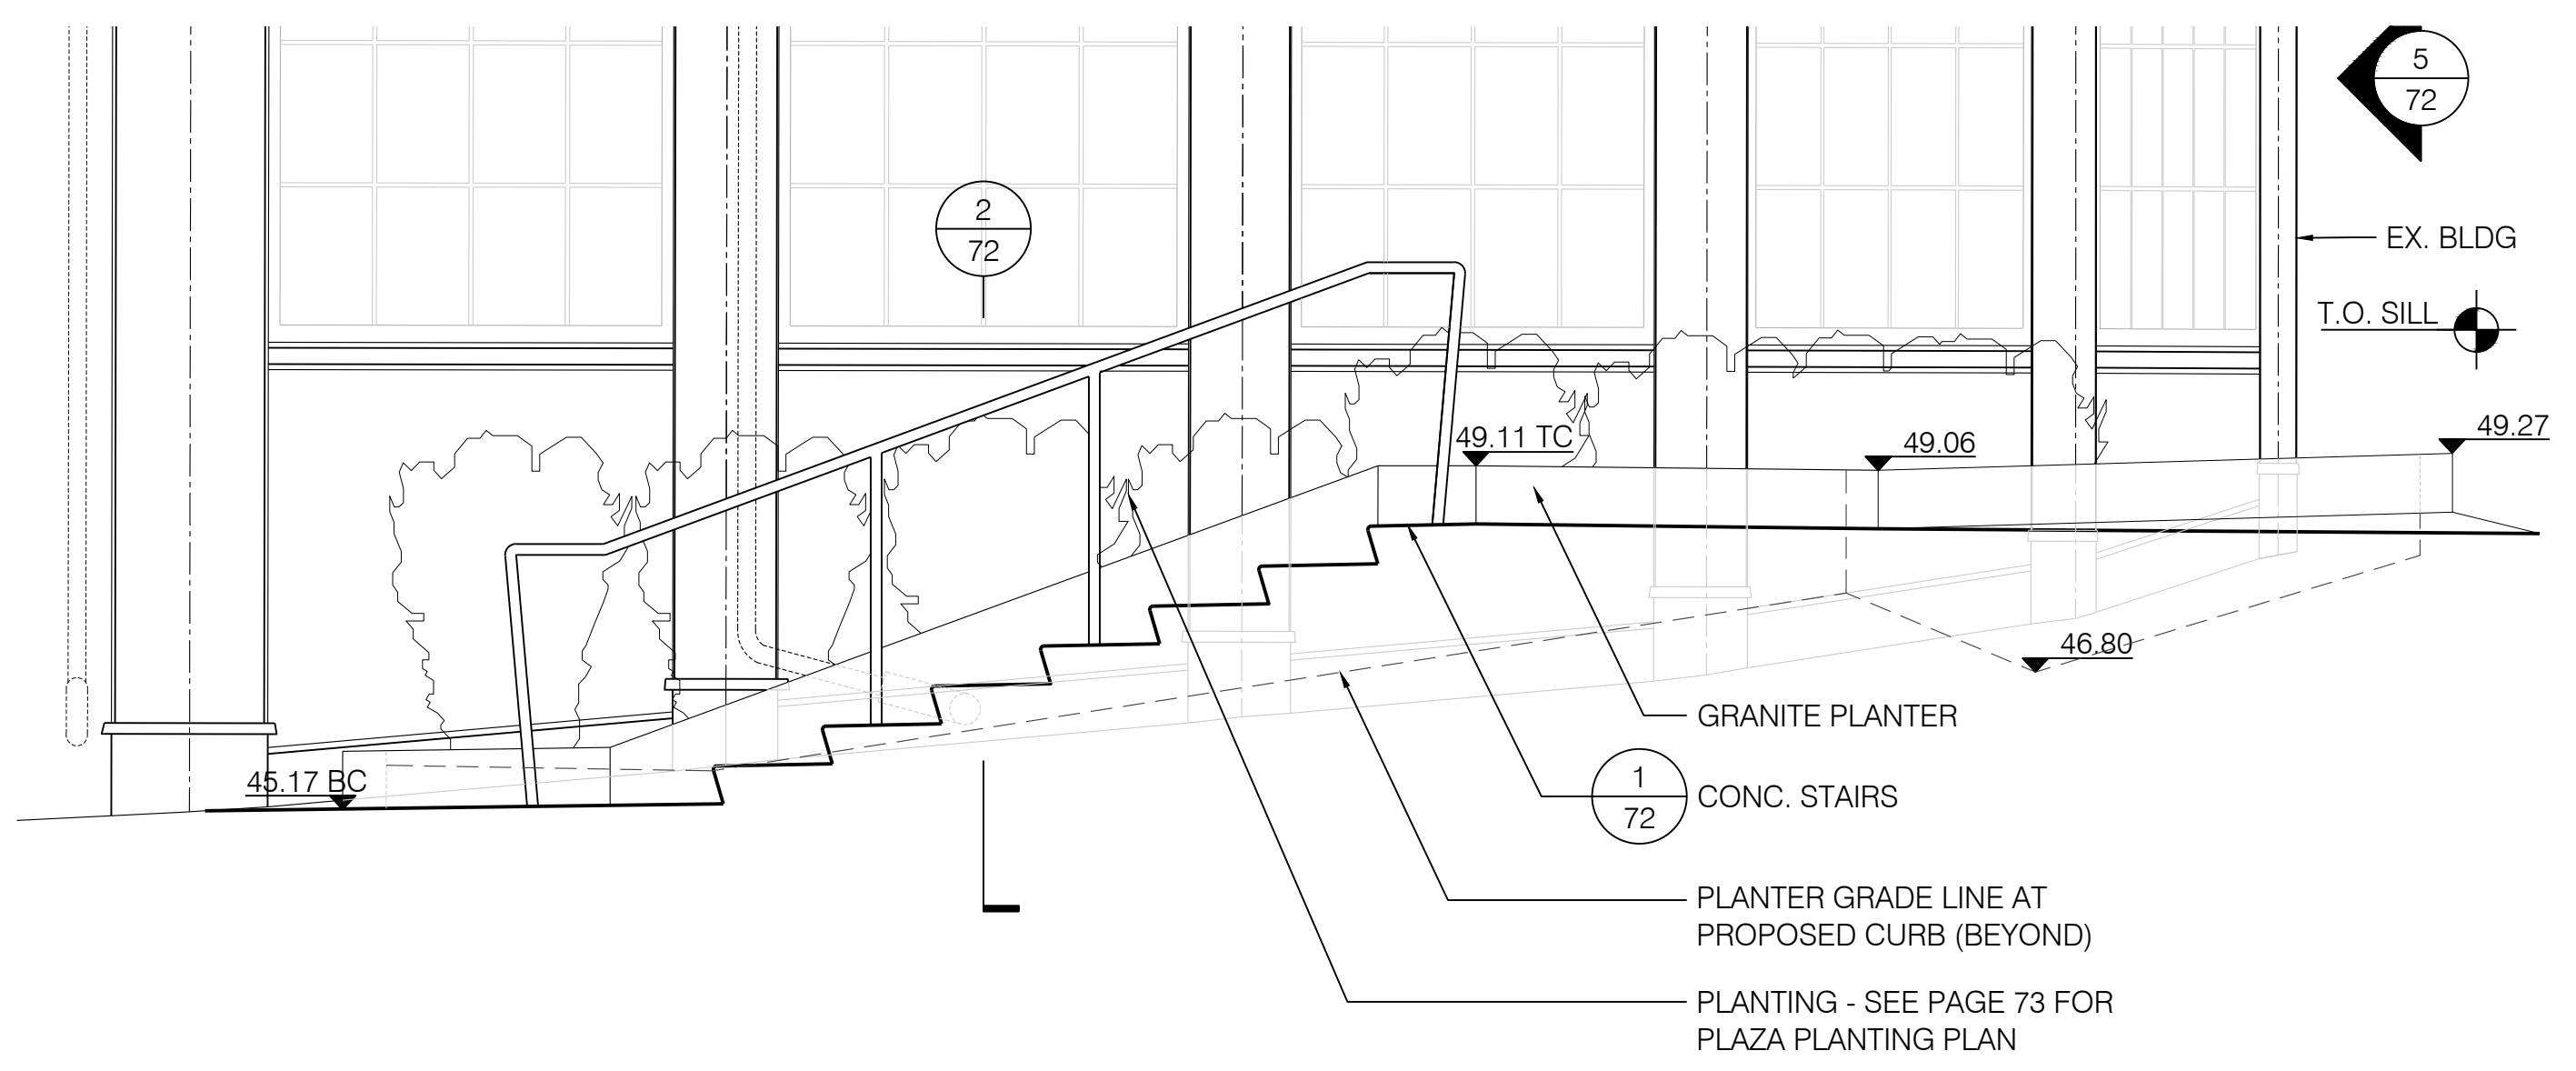 5
72
2
72
EX. BLDG
T.O. SILL
49.27
49.11 TC
49.06
46.80
GRANITE PLANTER
45.17 BC
1
72
CONC. STAIRS
PLANTER GRADE LINE AT
PROPOSED CURB (BEYOND)
PLANTING - SEE PAGE 73 FOR
PLAZA PLANTING PLAN